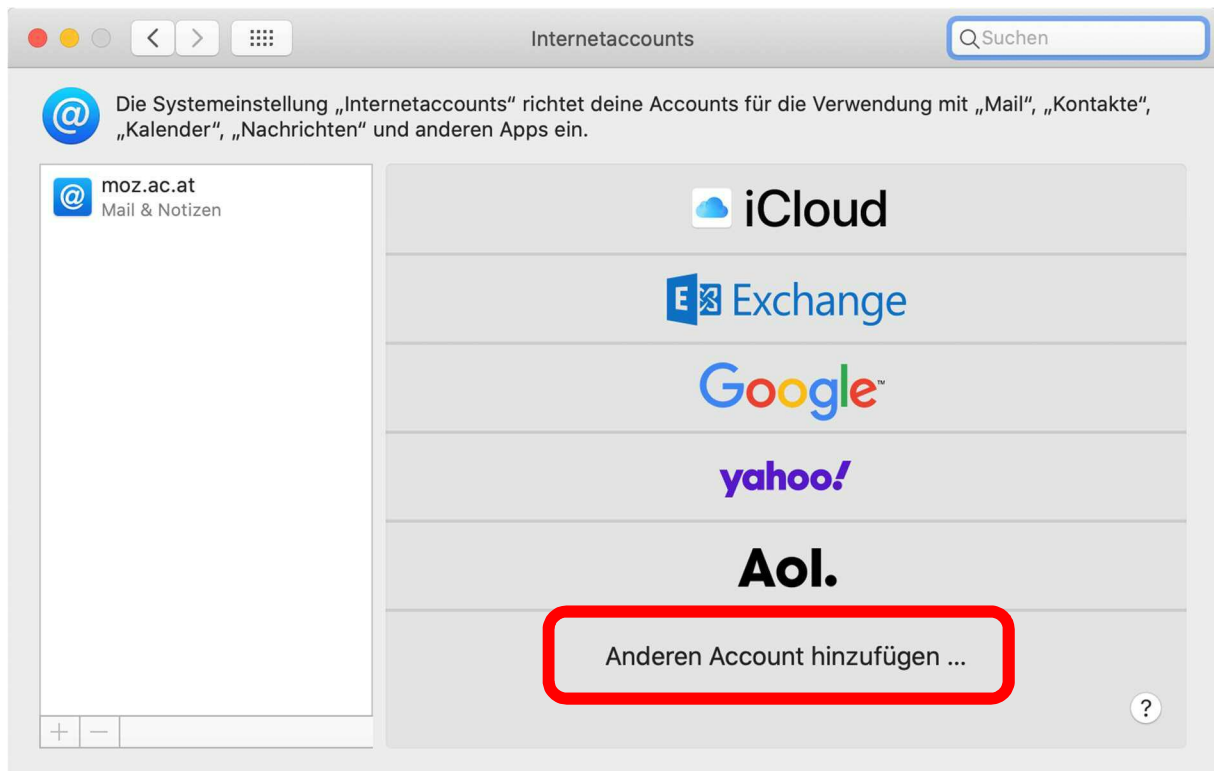 Internetaccounts
Suchen
Die Systemeinstellung „Internetaccounts“ richtet deine Accounts für die Verwendung mit „Mail“, „Kontakte“,
„Kalender“, „Nachrichten“ und anderen Apps ein.
moz.ac.at
Mail & Notizen
iCloud
E Exchange
Google™
yahoo!
Aol.
Anderen Account hinzufügen ...
?